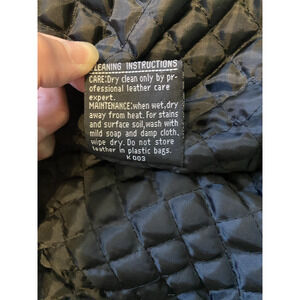 CLEANING INSTRUCTIONS
CARE:Dry clean only by pr-
ofessional leather care
expert.
MAINTENANCE:when wet,dry
away from heat. For stains
and surface soil,wash with
mild soap and damp cloth,
wipe dry. Do not store
leather in plastic bags.
K003